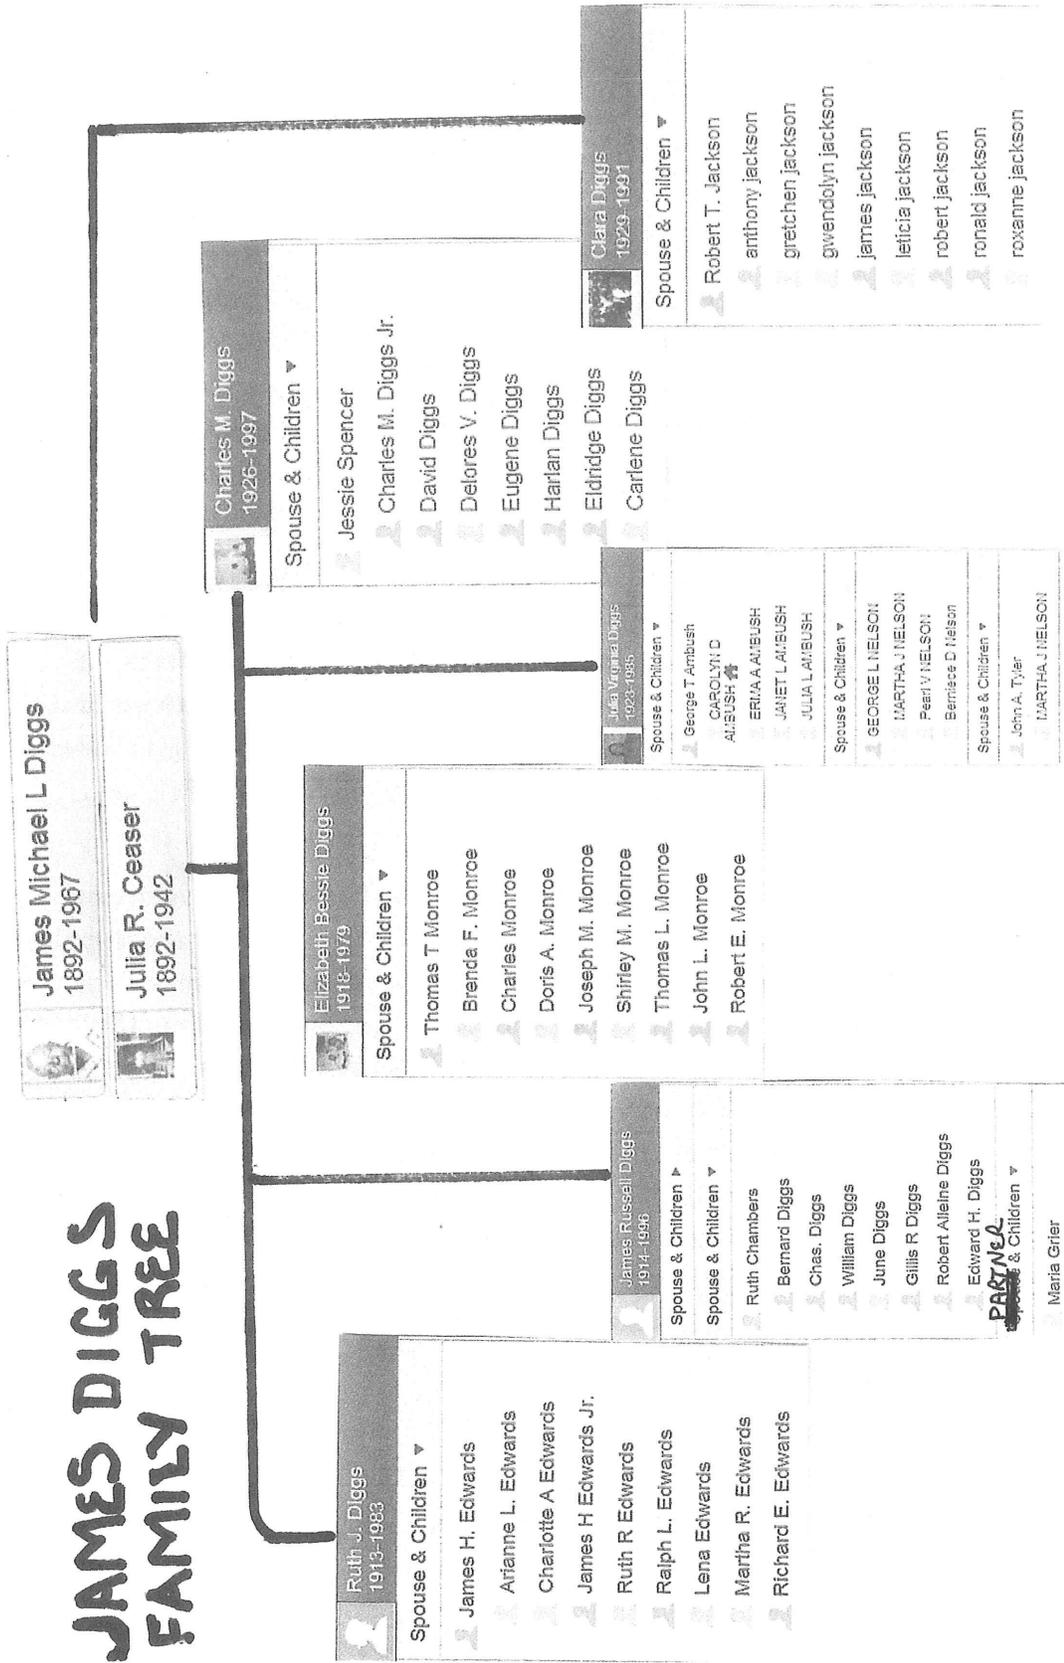 JAMES DIGGS
FAMILY TREE
James Michael L Diggs
1892-1967
Julia R. Ceaser
1892-1942
Ruth J. Diggs
1913-1983
Spouse & Children ▼
James H. Edwards
Arianne L. Edwards
Charlotte A Edwards
James H Edwards Jr.
Ruth R Edwards
Ralph L. Edwards
Lena Edwards
Martha R. Edwards
Richard E. Edwards
James Russell Diggs
1914-1996
Spouse & Children ▶
Spouse & Children ▼
Ruth Chambers
Bernard Diggs
Chas. Diggs
William Diggs
June Diggs
Gillis R Diggs
Robert Alleine Diggs
Edward H. Diggs
PARTNER
& Children ▼
Maria Grier
Elizabeth Bessie Diggs
1918-1979
Spouse & Children ▼
Thomas T Monroe
Brenda F. Monroe
Charles Monroe
Doris A. Monroe
Joseph M. Monroe
Shirley M. Monroe
Thomas L. Monroe
John L. Monroe
Robert E. Monroe
Julia Virginia Diggs
1923-1985
Spouse & Children ▼
George T Ambush
CAROLYN D
AMBUSH
ERMA A AMBUSH
JANET L AMBUSH
JULIA L AMBUSH
Spouse & Children ▼
GEORGE L NELSON
MARTHA J NELSON
Pearl V NELSON
Berniece D Nelson
Spouse & Children ▼
John A. Tyler
MARTHA J NELSON
Charles M. Diggs
1926-1997
Spouse & Children ▼
Jessie Spencer
Charles M. Diggs Jr.
David Diggs
Delores V. Diggs
Eugene Diggs
Harlan Diggs
Eldridge Diggs
Carlene Diggs
Clara Diggs
1929-1991
Spouse & Children ▼
Robert T. Jackson
anthony jackson
gretchen jackson
gwendolyn jackson
james jackson
leticia jackson
robert jackson
ronald jackson
roxanne jackson